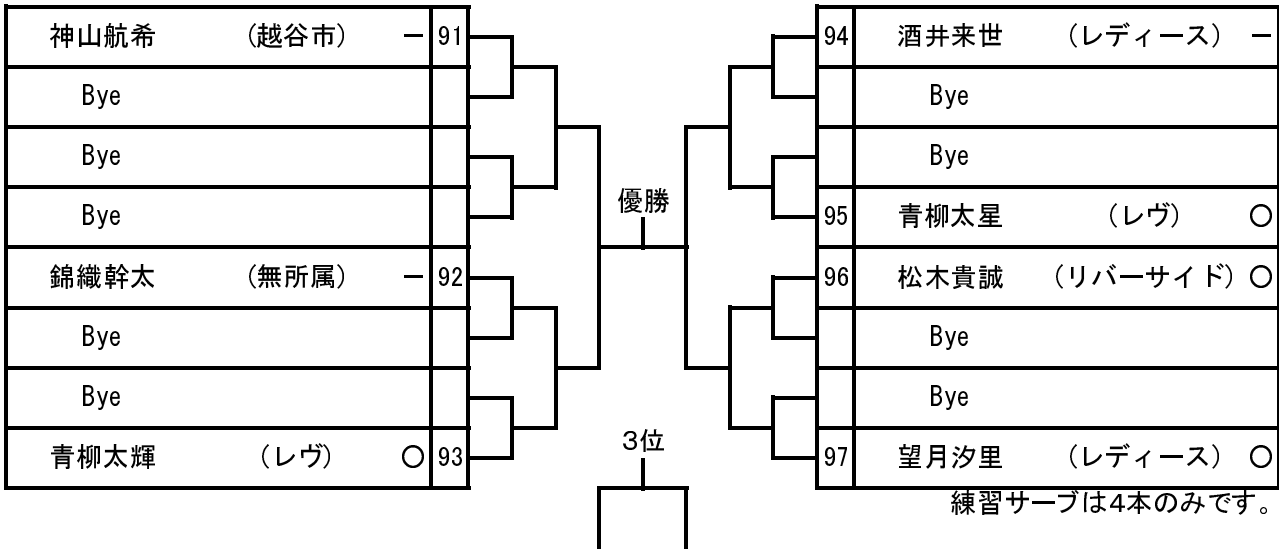 神山航希 (越谷市) － 91
Bye
Bye
Bye
錦織幹太 (無所属) － 92
Bye
Bye
青柳太輝 (レヴ) ○ 93
優勝
3位
94 酒井来世 (レディース) －
Bye
Bye
95 青柳太星 (レヴ) ○
96 松木貴誠 (リバーサイド) ○
Bye
Bye
97 望月汐里 (レディース) ○
練習サーブは4本のみです。